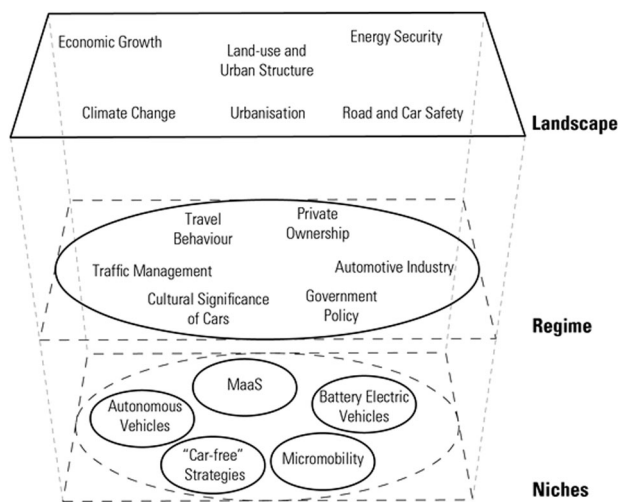 Economic Growth
Land-use and
Urban Structure
Energy Security
Climate Change
Urbanisation
Road and Car Safety
Landscape
Travel
Behaviour
Private
Ownership
Traffic Management
Automotive Industry
Cultural Significance
of Cars
Government
Policy
Regime
MaaS
Autonomous
Vehicles
Battery Electric
Vehicles
"Car-free"
Strategies
Micromobility
Niches